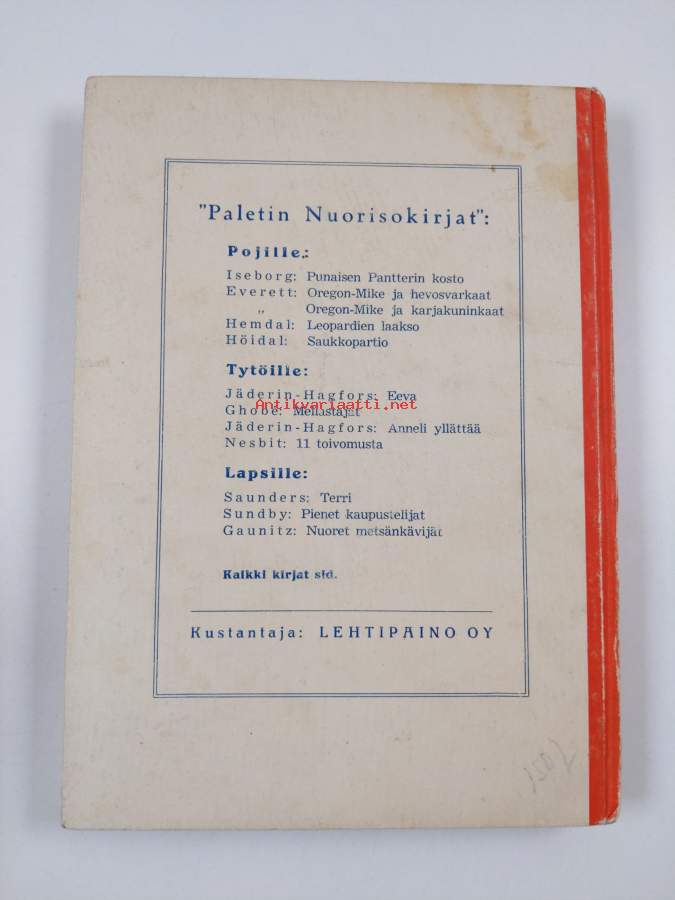 "Paletin Nuorisokirjat":
Pojille:
Iseborg: Punaisen Pantterin kosto
Everett: Oregon-Mike ja hevosvarkaat
„ Oregon-Mike ja karjakuninkaat
Hemdal: Leopardien laakso
Höidal: Saukkopartio
Tytöille:
Jäderin-Hagfors: Eeva
Antikvariaatti.net
Ghobé: Mellastajat
Jäderin-Hagfors: Anneli yllättää
Nesbit: 11 toivomusta
Lapsille:
Saunders: Terri
Sundby: Pienet kaupustelijat
Gaunitz: Nuoret metsänkävijät
Kaikki kirjat sid.
Kustantaja: LEHTIPAINO OY